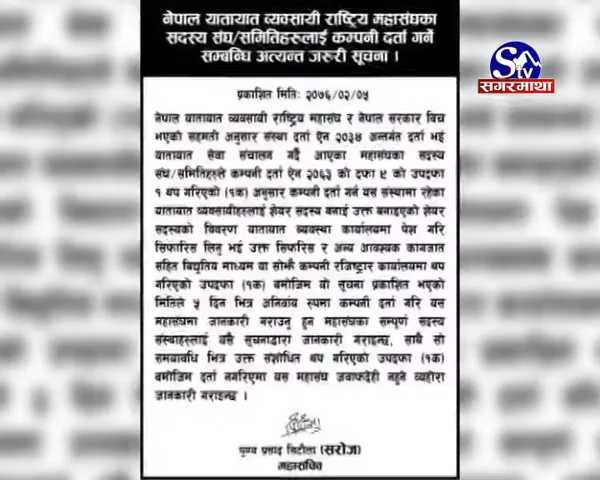 नेपाल यातायात व्यवसायी राष्ट्रिय महासंघका
सदस्य संघ/समितिहरुलाई कम्पनी दर्ता गर्ने
सम्बन्धि अत्यन्त जरुरी सूचना ।
STV
सगरमाथा
प्रकाशित मितिः २०७६/०२/०५
नेपाल यातायात व्यवसायी राष्ट्रिय महासंघ र नेपाल सरकार बिच
भएको सहमती अनुसार संस्था दर्ता ऐन २०३४ अन्तर्गत दर्ता भई
यातायात सेवा संचालन गर्दै आएका महासंघका सदस्य
संघ/समितिहरुले कम्पनी दर्ता ऐन २०६३ को दफा ९ को उपदफा
१ थप गरिएको (१क) अनुसार कम्पनी दर्ता गर्न यस संस्थामा रहेका
यातायात व्यवसायीहरुलाई शेयर सदस्य बनाई उक्त बनाइएको शेयर
सदस्यको विवरण यातायात व्यवस्था कार्यालयमा पेश गरि
सिफारिस लिनु भई उक्त सिफारिस र अन्य आवश्यक कागजात
सहित विधुतिय माध्यम वा सोझै कम्पनी रजिष्ट्रार कार्यालयमा थप
गरिएको उपदफा (१क) बमोजिम यो सूचना प्रकाशित भएको
मितिले ५ दिन भित्र अनिवार्य रुपमा कम्पनी दर्ता गरि यस
महासंघमा जानकारी गराउनु हुन महासंघका सम्पूर्ण सदस्य
संस्थाहरुलाई यसै सूचनाद्वारा जानकारी गराइन्छ, साथै सो
समयावधि भित्र उक्त संशोधित थप गरिएको उपदफा (१क)
बमोजिम दर्ता नगरिएमा यस महासंघ जवाफदेही नहुने व्यहोरा
जानकारी गराइन्छ ।
पुण्य प्रसाद सिटौला (सरोज)
महासचिव